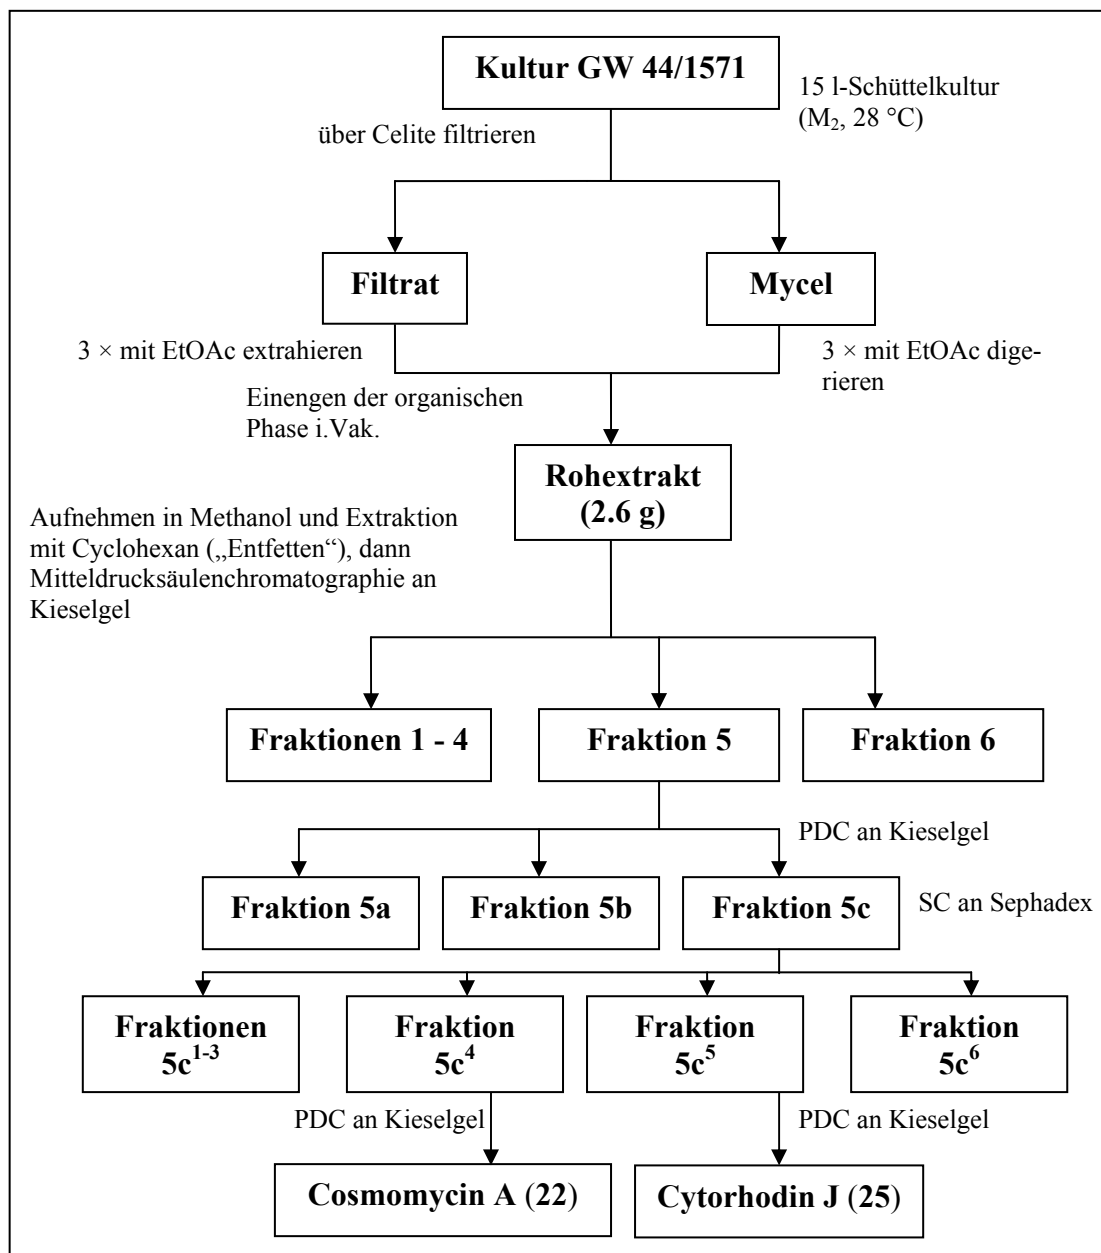 Kultur GW 44/1571
15 l-Schüttelkultur
(M₂, 28 °C)
über Celite filtrieren
Filtrat
Mycel
3 × mit EtOAc extrahieren
3 × mit EtOAc dige-
rieren
Einengen der organischen
Phase i.Vak.
Rohextrakt
(2.6 g)
Aufnehmen in Methanol und Extraktion
mit Cyclohexan („Entfetten“), dann
Mitteldrucksäulenchromatographie an
Kieselgel
Fraktionen 1 - 4
Fraktion 5
Fraktion 6
PDC an Kieselgel
Fraktion 5a
Fraktion 5b
Fraktion 5c
SC an Sephadex
Fraktionen
5c¹⁻³
Fraktion
5c⁴
Fraktion
5c⁵
Fraktion
5c⁶
PDC an Kieselgel
PDC an Kieselgel
Cosmomycin A (22)
Cytorhodin J (25)